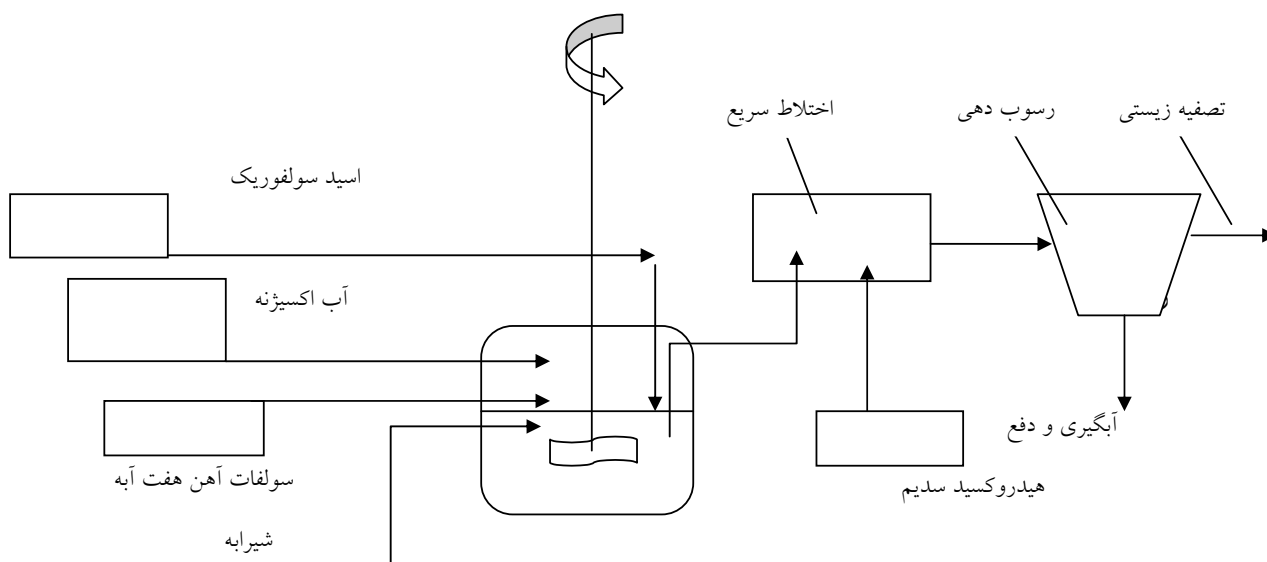 اختلاط سریع
رسوب دهی
تصفیه زیستی
اسید سولفوریک
آب اکسیژنه
سولفات آهن هفت آبه
شیرابه
آبگیری و دفع
هیدروکسید سدیم